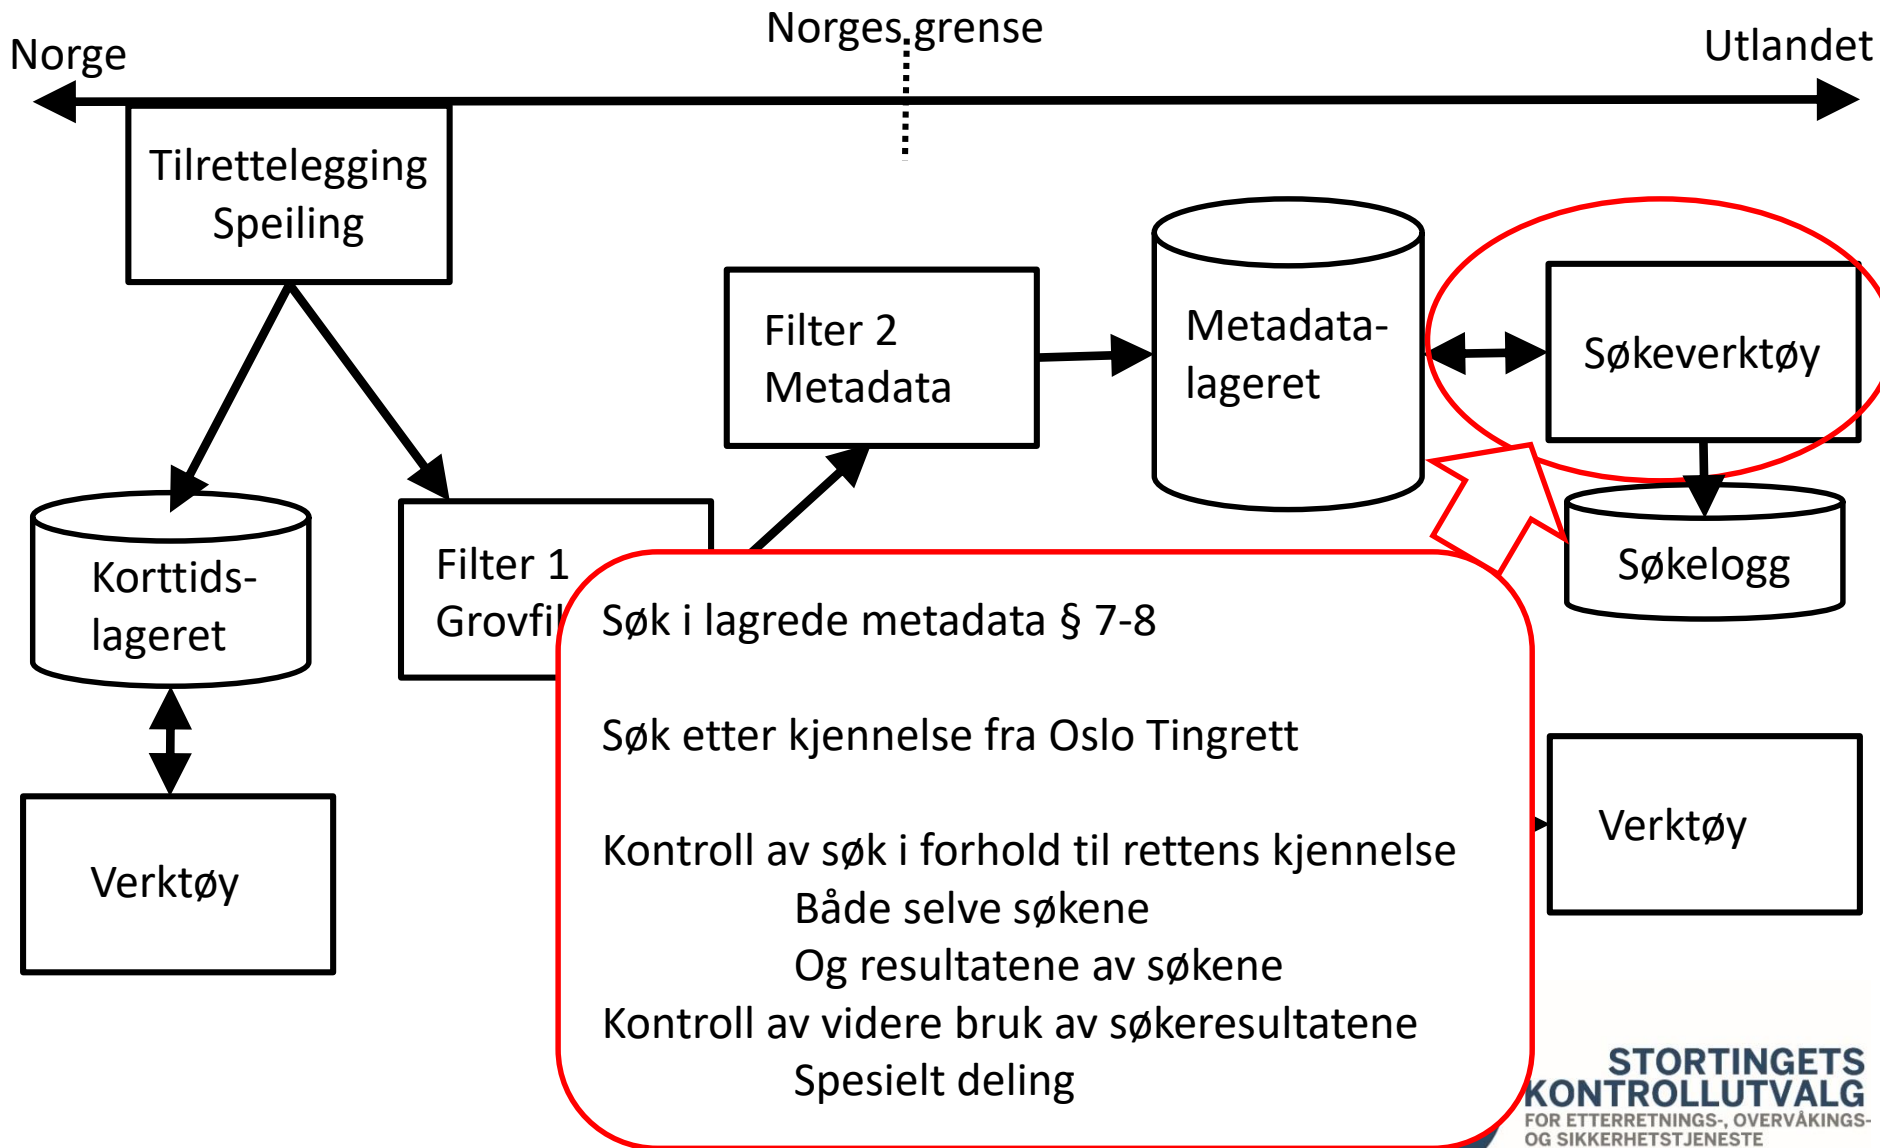 Norges grense
Norge
Utlandet
Tilrettelegging
Speiling
Filter 2
Metadata
Metadata-
lageret
Søkeverktøy
Korttids-
lageret
Filter 1
Søkelogg
Søk i lagrede metadata § 7-8
Søk etter kjennelse fra Oslo Tingrett
Kontroll av søk i forhold til rettens kjennelse
Både selve søkene
Og resultatene av søkene
Kontroll av videre bruk av søkeresultatene
Spesielt deling
Verktøy
Verktøy
STORTINGETS
KONTROLLUTVALG
FOR ETTERRETNINGS-, OVERVÅKINGS-
OG SIKKERHETSTJENESTE